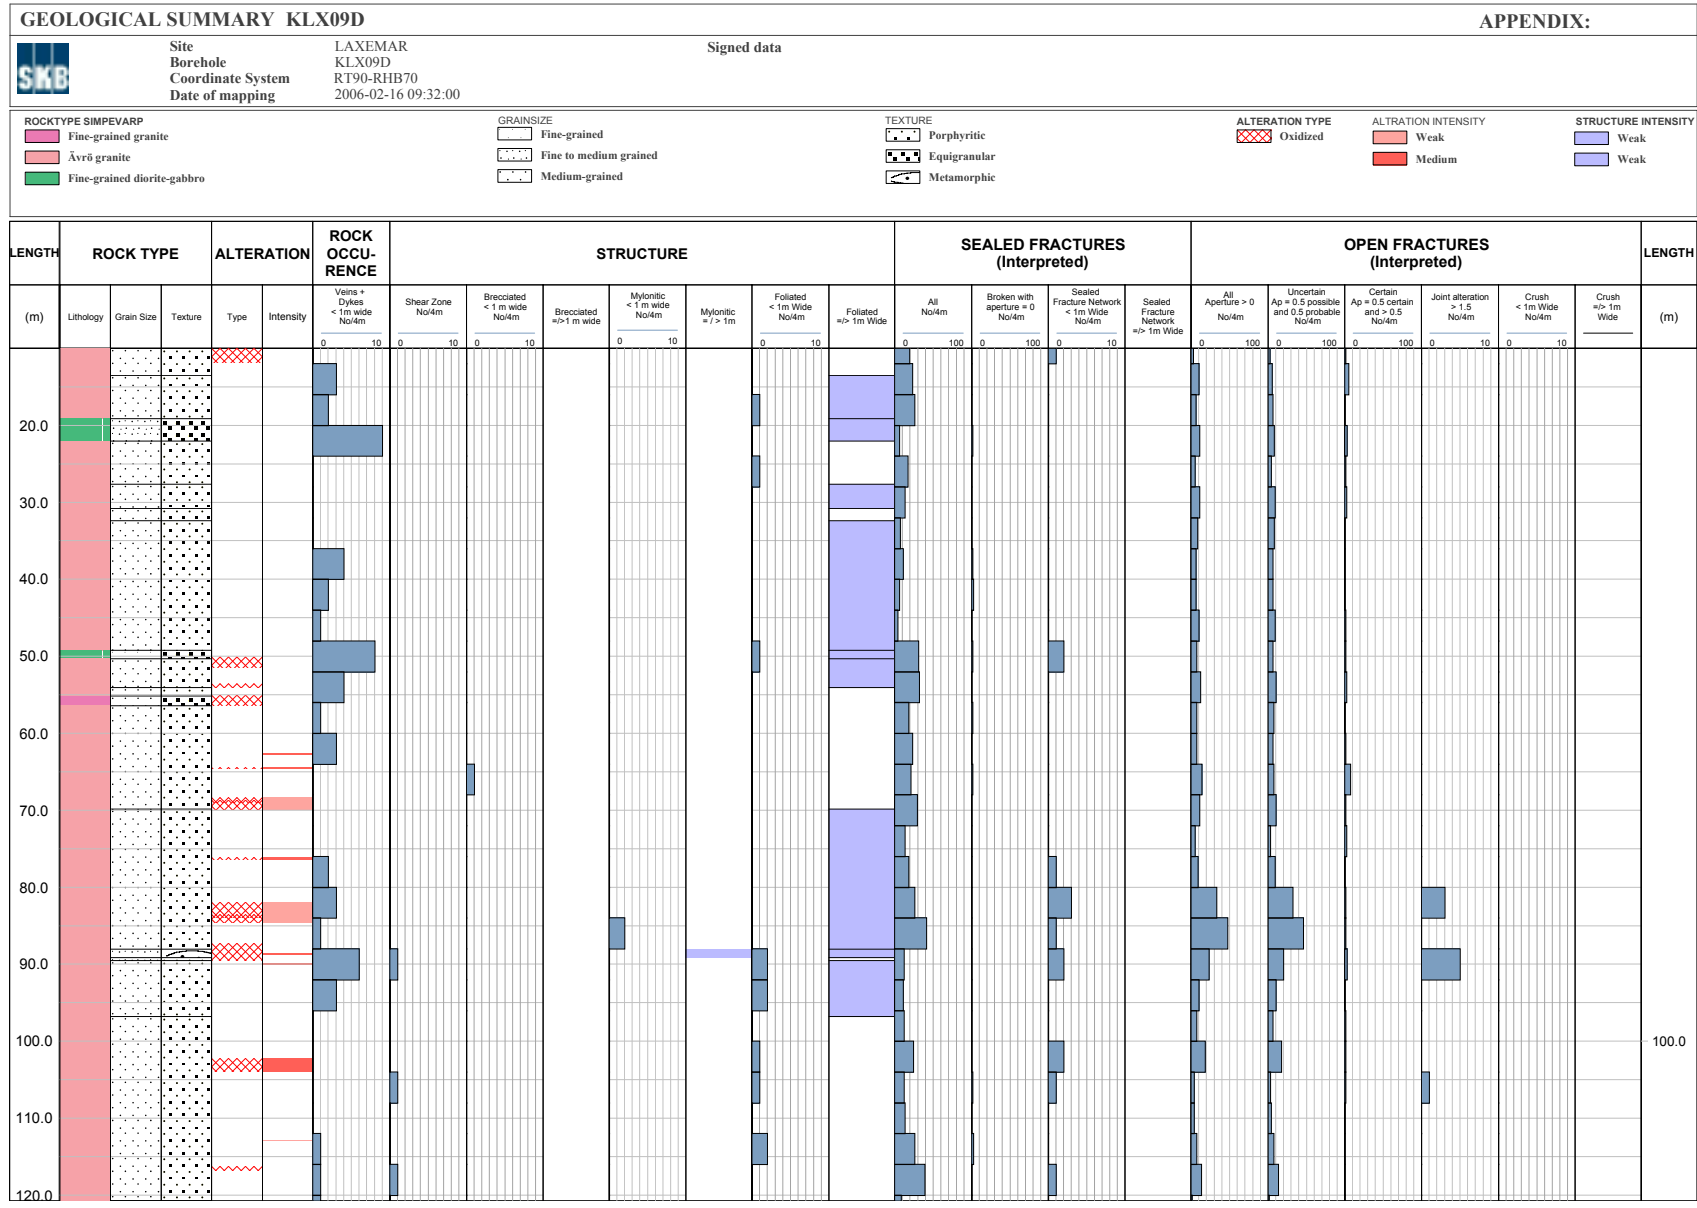 GEOLOGICAL SUMMARY KLX09D
APPENDIX:
SKB
Site LAXEMAR
Signed data
Borehole KLX09D
Coordinate System RT90-RHB70
Date of mapping 2006-02-16 09:32:00
ROCKTYPE SIMPEVARP
Fine-grained granite
Ävrö granite
Fine-grained diorite-gabbro
GRAINSIZE
Fine-grained
Fine to medium grained
Medium-grained
TEXTURE
Porphyritic
Equigranular
Metamorphic
ALTERATION TYPE
Oxidized
ALTRATION INTENSITY
Weak
Medium
STRUCTURE INTENSITY
Weak
Weak
LENGTH
ROCK TYPE
ALTERATION
ROCK
OCCU-
RENCE
STRUCTURE
SEALED FRACTURES
(Interpreted)
OPEN FRACTURES
(Interpreted)
LENGTH
(m)
Lithology
Grain Size
Texture
Type
Intensity
Veins +
Dykes
< 1m wide
No/4m
0 10
Shear Zone
No/4m
0 10
Brecciated
< 1 m wide
No/4m
0 10
Brecciated
=/>1 m wide
Mylonitic
< 1 m wide
No/4m
0 10
Mylonitic
= / > 1m
Foliated
< 1m Wide
No/4m
0 10
Foliated
=/> 1m Wide
All
No/4m
0 100
Broken with
aperture = 0
No/4m
0 100
Sealed
Fracture Network
< 1m Wide
No/4m
0 10
Sealed
Fracture
Network
=/> 1m Wide
All
Aperture > 0
No/4m
0 100
Uncertain
Ap = 0.5 possible
and 0.5 probable
No/4m
0 100
Certain
Ap = 0.5 certain
and > 0.5
No/4m
0 100
Joint alteration
> 1.5
No/4m
0 10
Crush
< 1m Wide
No/4m
0 10
Crush
=/> 1m
Wide
(m)
20.0
30.0
40.0
50.0
60.0
70.0
80.0
90.0
100.0
100.0
110.0
120.0